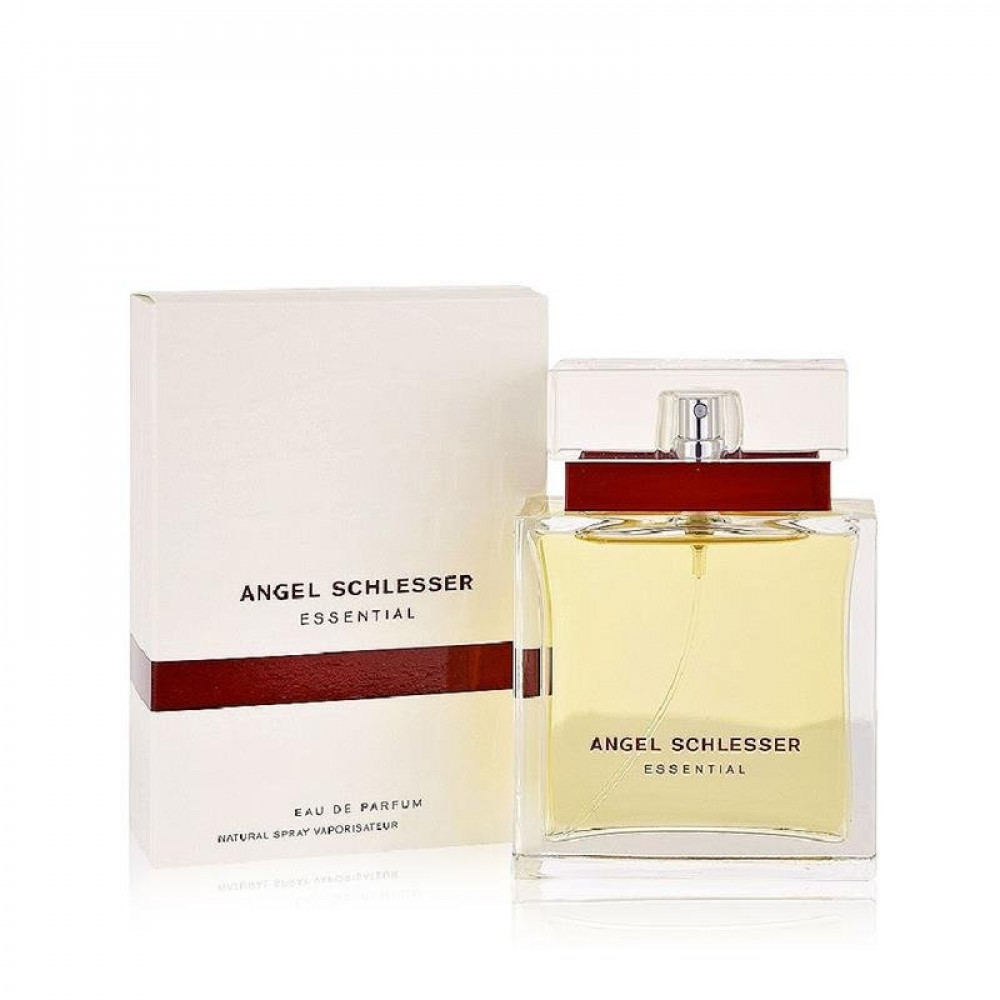 ANGEL SCHLESSER
ESSENTIAL
EAU DE PARFUM
NATURAL SPRAY VAPORISATEUR
ANGEL SCHLESSER
ESSENTIAL